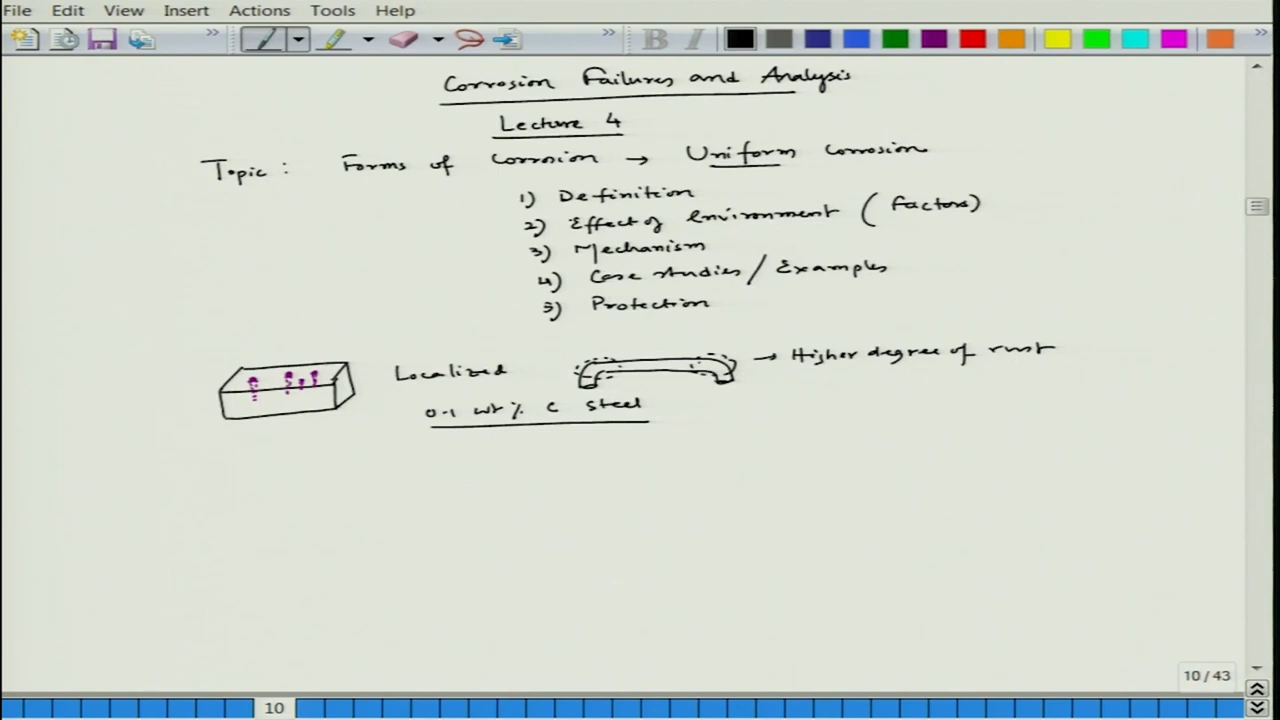 File Edit View Insert Actions Tools Help
B I
Corrosion Failures and Analysis
Lecture 4
Topic : Forms of Corrosion → Uniform Corrosion
1) Definition
2) Effect of environment (factors)
3) Mechanism
4) Case studies / Examples
5) Protection
Localized → Higher degree of rust
0.1 wt % C Steel
10 / 43
10